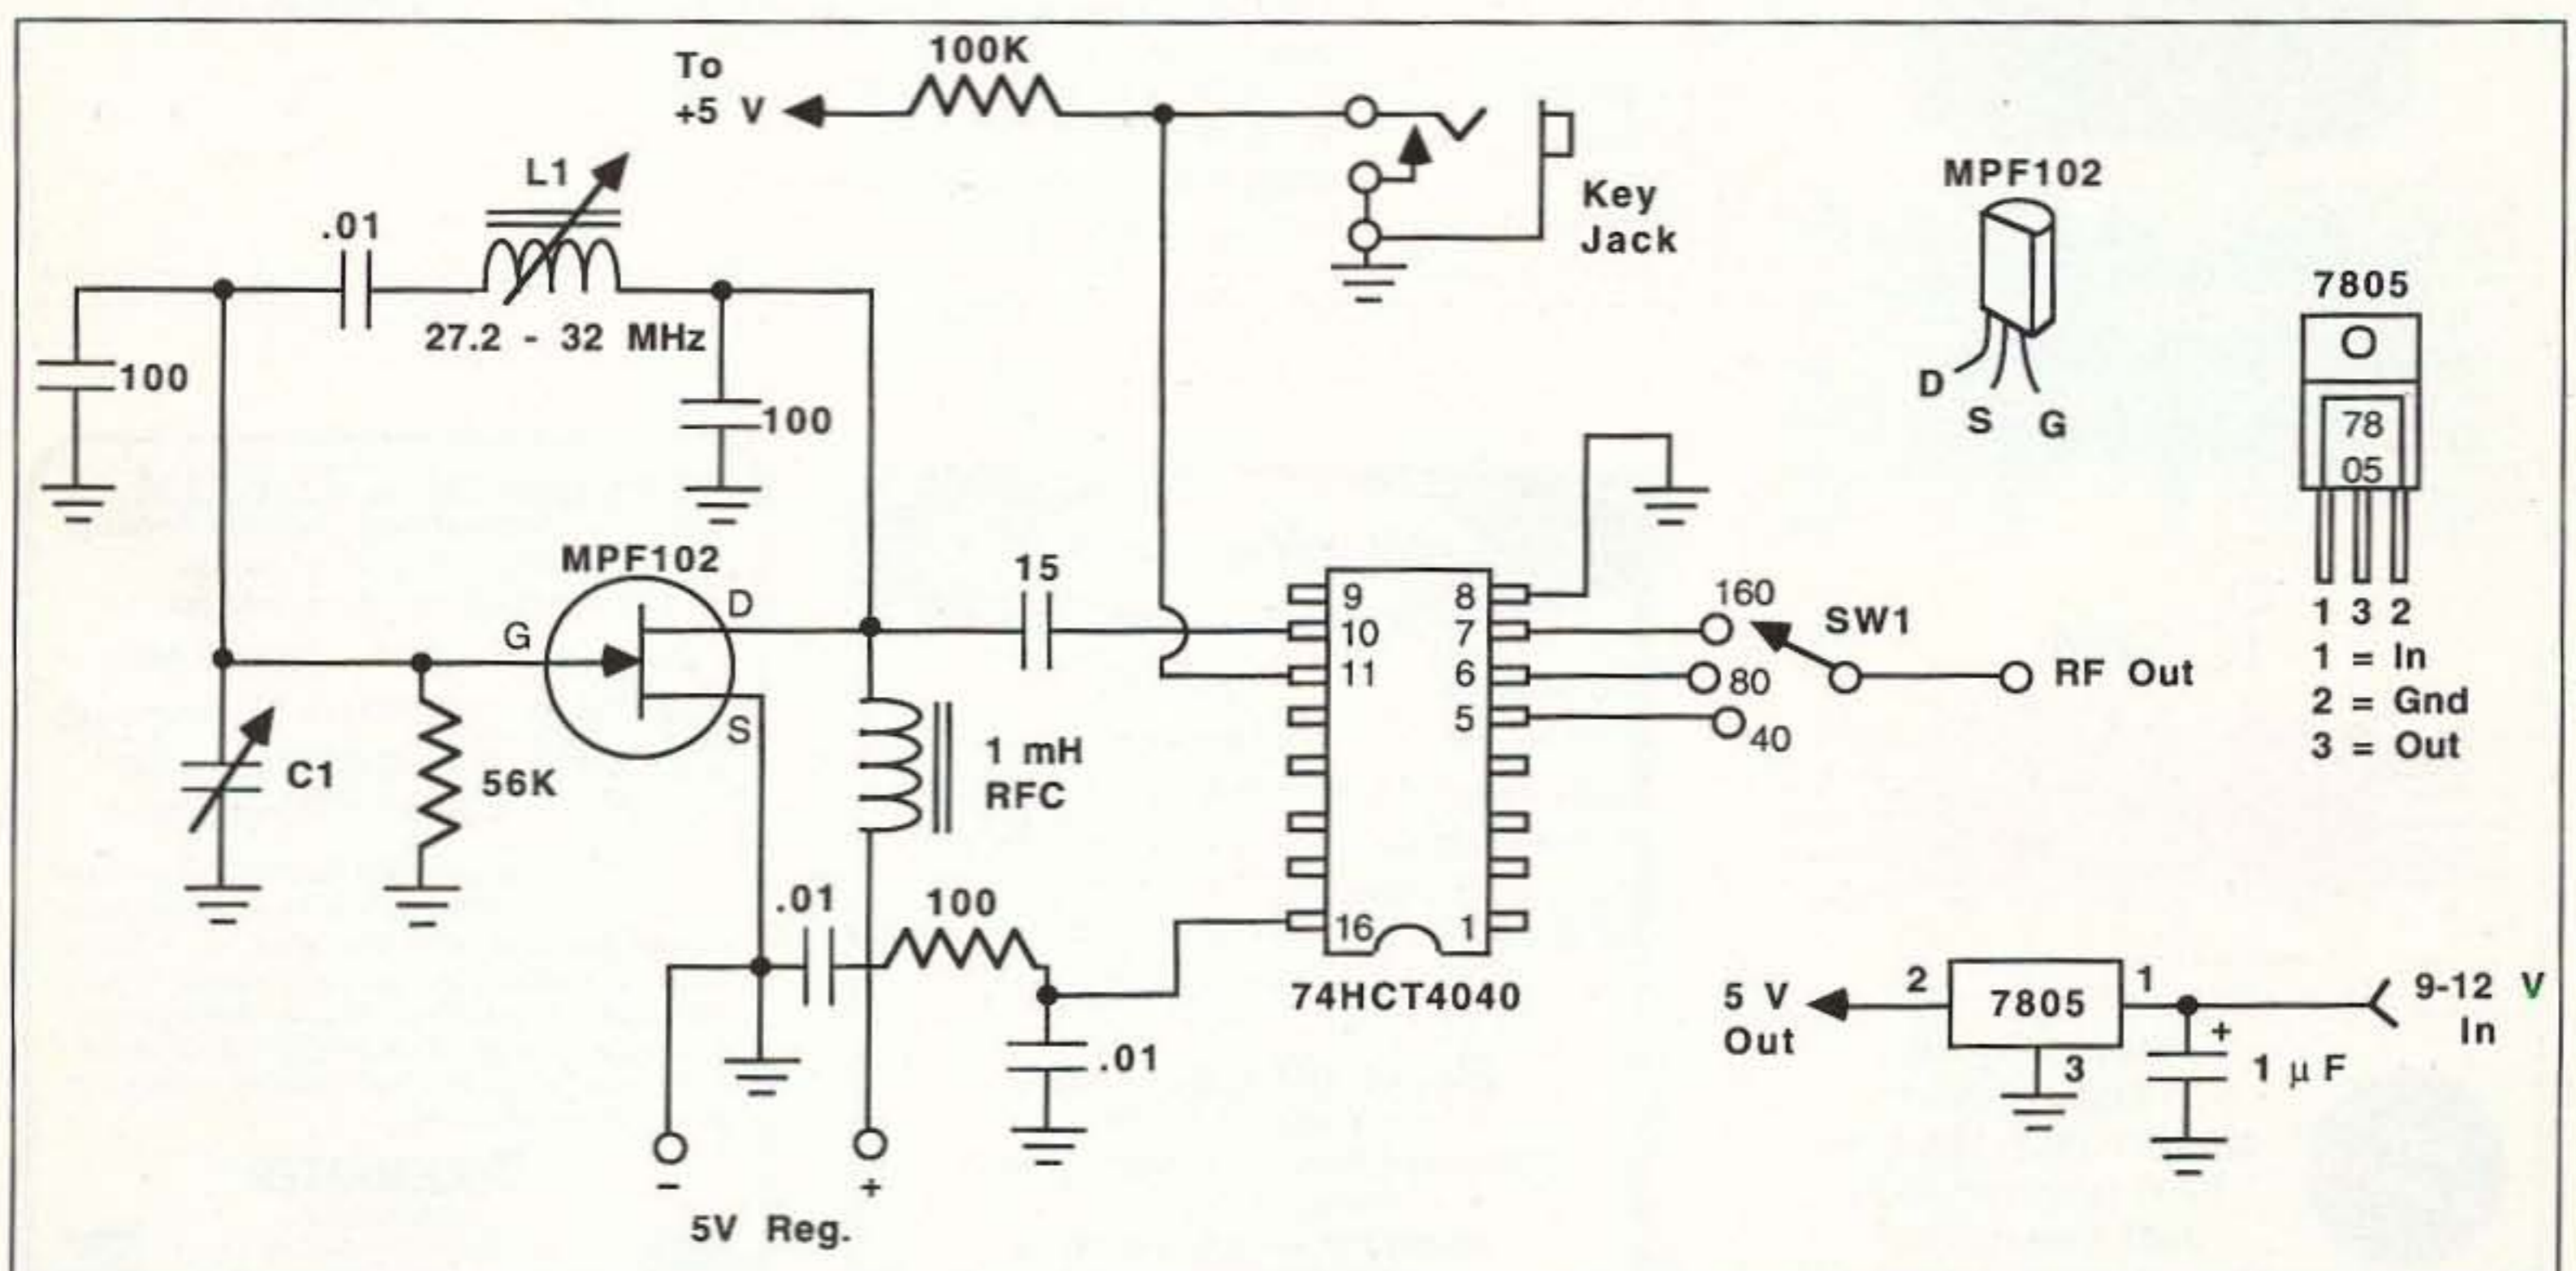 To
+5 V
100K
L1
.01
27.2 - 32 MHz
100
100
Key
Jack
MPF102
D
S
G
7805
78
05
1 3 2
1 = In
2 = Gnd
3 = Out
MPF102
G
D
S
C1
56K
15
1 mH
RFC
.01
100
.01
-
+
5V Reg.
9
10
11
16
8
7
6
5
1
74HCT4040
160
80
40
SW1
RF Out
5 V
Out
2
7805
1
3
+
1 μF
9-12 V
In